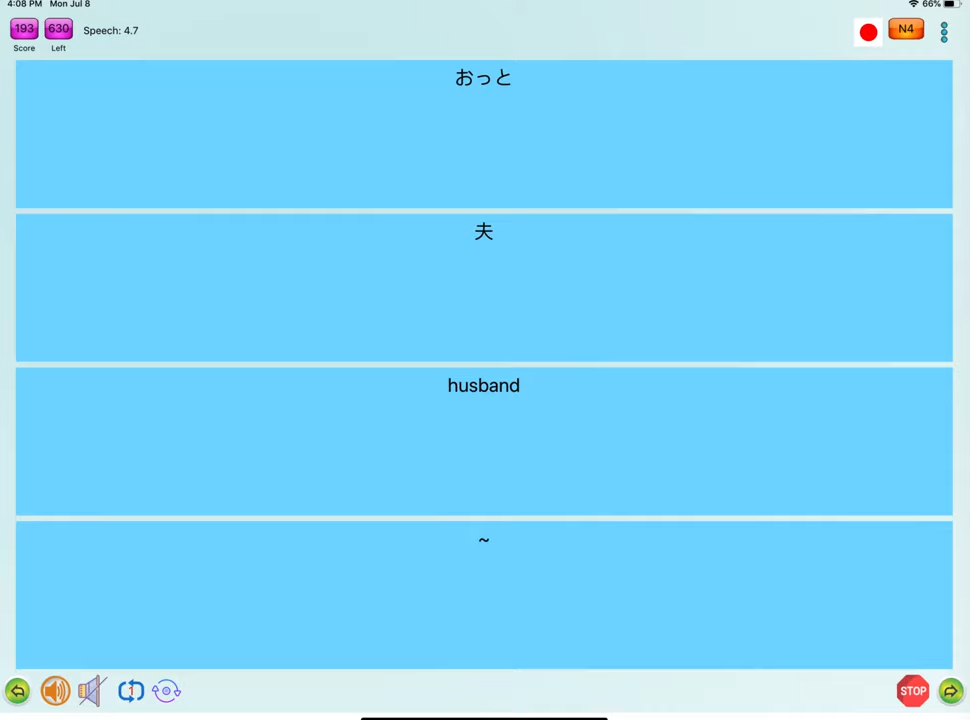 4:08 PM Mon Jul 8
66%
193
630
Speech: 4.7
N4
Score
Left
おっと
夫
husband
~
1
STOP